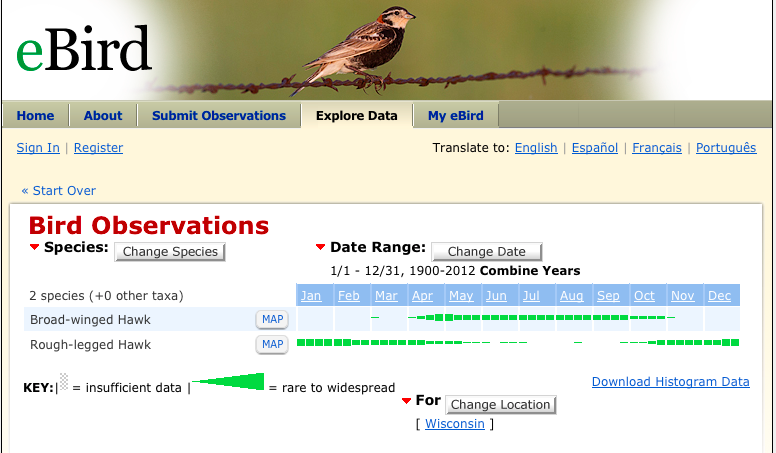 eBird
Home About Submit Observations Explore Data My eBird
Sign In | Register Translate to: English | Español | Français | Português
« Start Over
Bird Observations
Species: Change Species Date Range: Change Date
1/1 - 12/31, 1900-2012 Combine Years
2 species (+0 other taxa) Jan Feb Mar Apr May Jun Jul Aug Sep Oct Nov Dec
Broad-winged Hawk MAP
Rough-legged Hawk MAP
KEY:| = insufficient data | = rare to widespread Download Histogram Data
For Change Location
[ Wisconsin ]